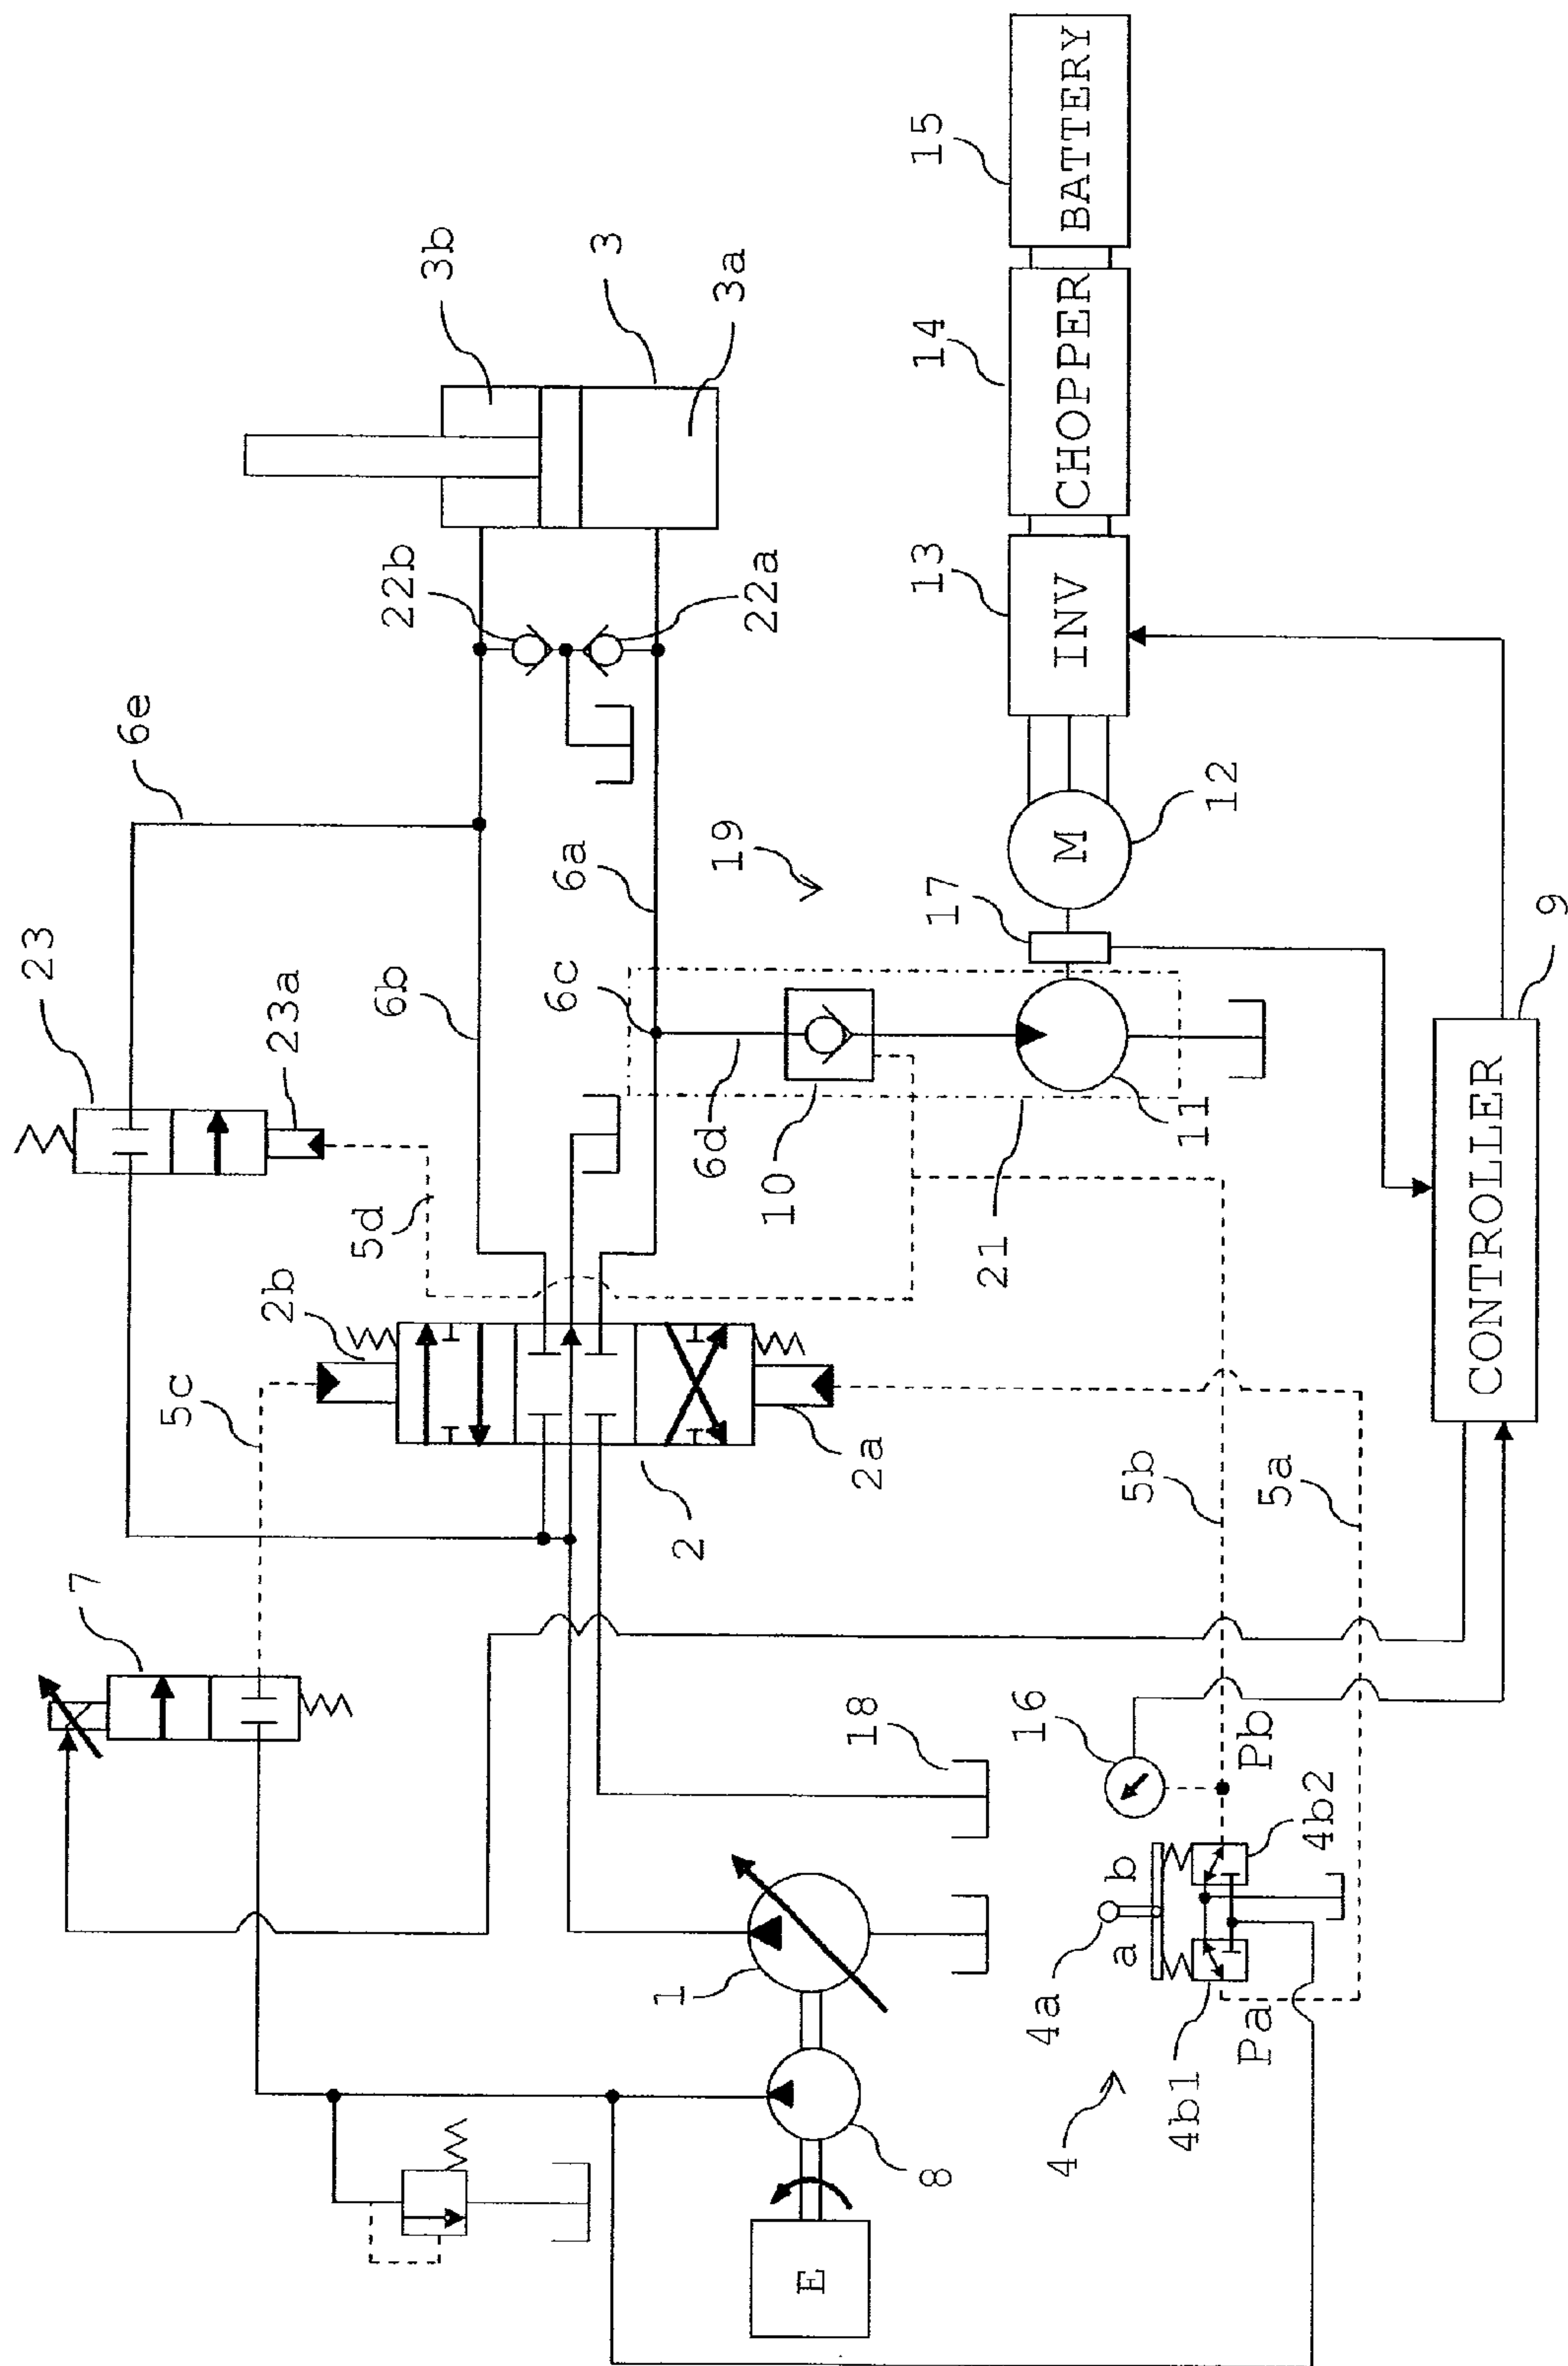 6e
23
23a
5d
6b
2b
5c
7
3b
3
3a
22b
22a
6a
6c
19
6d
10
21
11
17
M
12
INV
13
CHOPPER
14
BATTERY
15
2
2a
5b
5a
CONTROLLER
9
18
16
Pb
4b2
b
a
4a
4
4b1
Pa
1
8
E